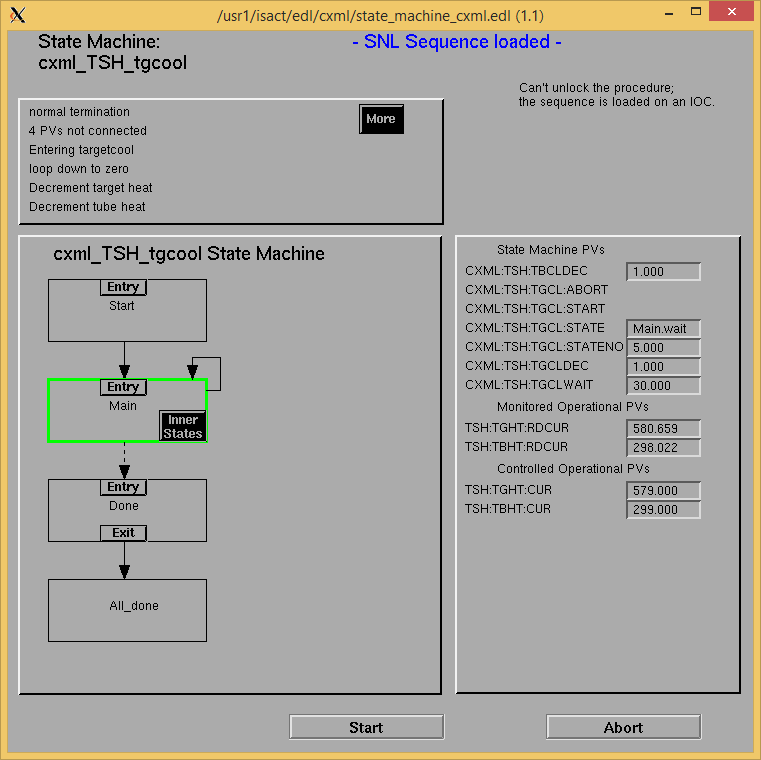 /usr1/isact/edl/cxml/state_machine_cxml.edl (1.1)
State Machine:
- SNL Sequence loaded -
cxml_TSH_tgcool
Can't unlock the procedure;
the sequence is loaded on an IOC.
normal termination
More
4 PVs not connected
Entering targetcool
loop down to zero
Decrement target heat
Decrement tube heat
cxml_TSH_tgcool State Machine
Entry
Start
Entry
Main
Inner
States
Entry
Done
Exit
All_done
State Machine PVs
CXML:TSH:TBCLDEC 1.000
CXML:TSH:TGCL:ABORT
CXML:TSH:TGCL:START
CXML:TSH:TGCL:STATE Main.wait
CXML:TSH:TGCL:STATENO 5.000
CXML:TSH:TGCLDEC 1.000
CXML:TSH:TGCLWAIT 30.000
Monitored Operational PVs
TSH:TGHT:RDCUR 580.659
TSH:TBHT:RDCUR 298.022
Controlled Operational PVs
TSH:TGHT:CUR 579.000
TSH:TBHT:CUR 299.000
Start
Abort